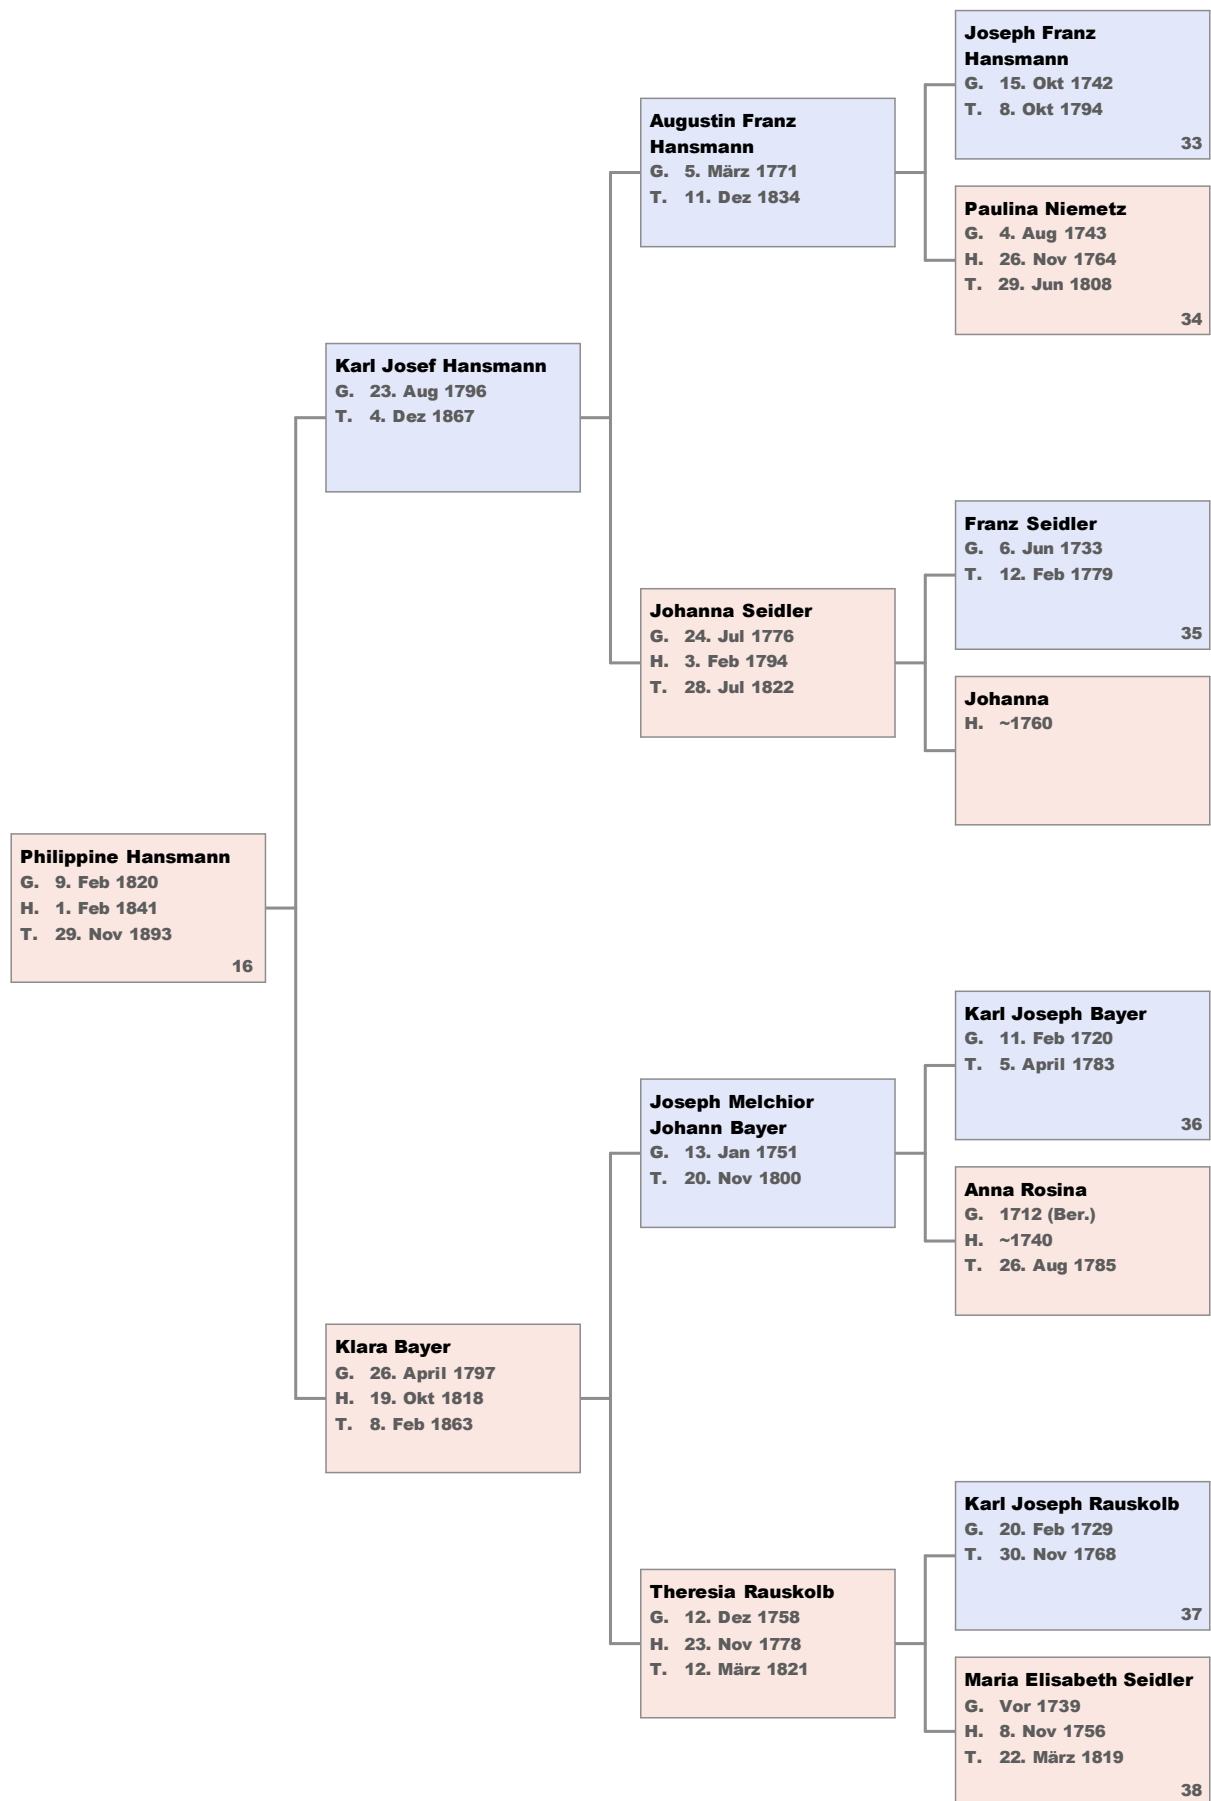 Joseph Franz
Hansmann
G. 15. Okt 1742
T. 8. Okt 1794
33
Augustin Franz
Hansmann
G. 5. März 1771
T. 11. Dez 1834
Paulina Niemetz
G. 4. Aug 1743
H. 26. Nov 1764
T. 29. Jun 1808
34
Karl Josef Hansmann
G. 23. Aug 1796
T. 4. Dez 1867
Franz Seidler
G. 6. Jun 1733
T. 12. Feb 1779
35
Johanna Seidler
G. 24. Jul 1776
H. 3. Feb 1794
T. 28. Jul 1822
Johanna
H. ~1760
Philippine Hansmann
G. 9. Feb 1820
H. 1. Feb 1841
T. 29. Nov 1893
16
Karl Joseph Bayer
G. 11. Feb 1720
T. 5. April 1783
36
Joseph Melchior
Johann Bayer
G. 13. Jan 1751
T. 20. Nov 1800
Anna Rosina
G. 1712 (Ber.)
H. ~1740
T. 26. Aug 1785
Klara Bayer
G. 26. April 1797
H. 19. Okt 1818
T. 8. Feb 1863
Karl Joseph Rauskolb
G. 20. Feb 1729
T. 30. Nov 1768
37
Theresia Rauskolb
G. 12. Dez 1758
H. 23. Nov 1778
T. 12. März 1821
Maria Elisabeth Seidler
G. Vor 1739
H. 8. Nov 1756
T. 22. März 1819
38